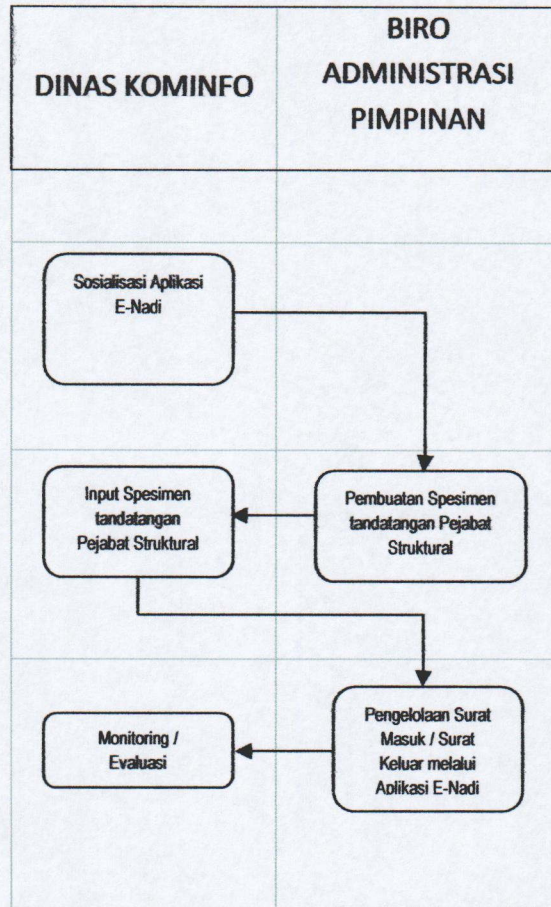 DINAS KOMINFO
BIRO
ADMINISTRASI
PIMPINAN
Sosialisasi Aplikasi
E-Nadi
Input Spesimen
tandatangan
Pejabat Struktural
Pembuatan Spesimen
tandatangan Pejabat
Struktural
Monitoring /
Evaluasi
Pengelolaan Surat
Masuk / Surat
Keluar melalui
Aplikasi E-Nadi